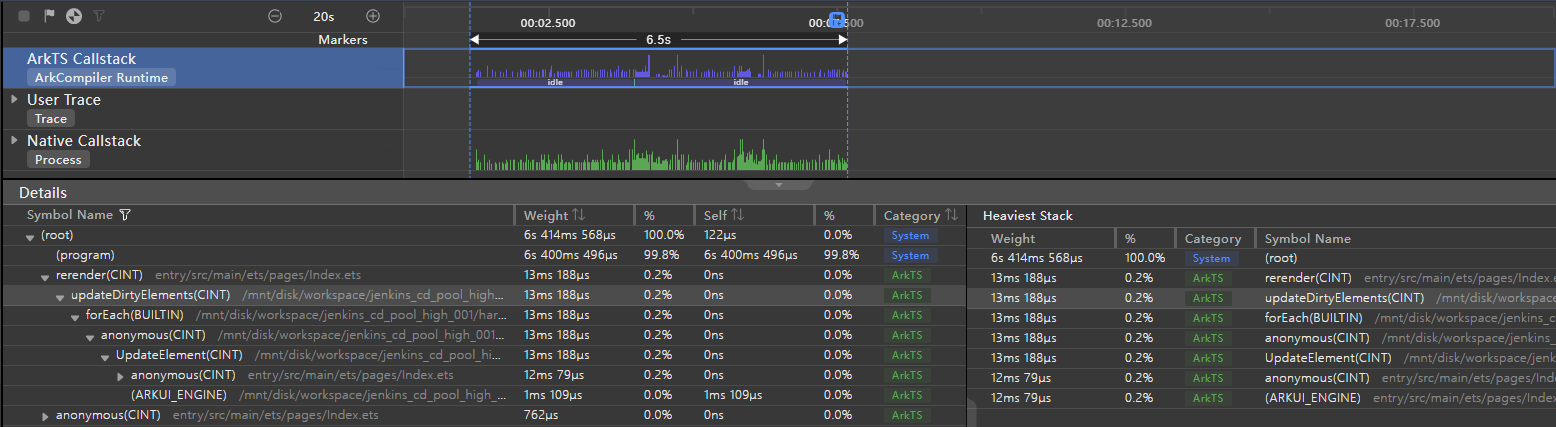 20s
00:02.500
00:0 .500
00:12.500
00:17.500
Markers
6.5s
ArkTS Callstack
ArkCompiler Runtime
idle
idle
User Trace
Trace
Native Callstack
Process
Details
Symbol Name Weight % Self % Category
(root) 6s 414ms 568μs 100.0% 122μs 0.0% System
(program) 6s 400ms 496μs 99.8% 6s 400ms 496μs 99.8% System
rerender(CINT) entry/src/main/ets/pages/Index.ets 13ms 188μs 0.2% 0ns 0.0% ArkTS
updateDirtyElements(CINT) /mnt/disk/workspace/jenkins_cd_pool_high_... 13ms 188μs 0.2% 0ns 0.0% ArkTS
forEach(BUILTIN) /mnt/disk/workspace/jenkins_cd_pool_high_001/har... 13ms 188μs 0.2% 0ns 0.0% ArkTS
anonymous(CINT) /mnt/disk/workspace/jenkins_cd_pool_high_001... 13ms 188μs 0.2% 0ns 0.0% ArkTS
UpdateElement(CINT) /mnt/disk/workspace/jenkins_cd_pool_hi... 13ms 188μs 0.2% 0ns 0.0% ArkTS
anonymous(CINT) entry/src/main/ets/pages/Index.ets 12ms 79μs 0.2% 0ns 0.0% ArkTS
(ARKUI_ENGINE) /mnt/disk/workspace/jenkins_cd_pool_high_... 1ms 109μs 0.0% 1ms 109μs 0.0% ArkTS
anonymous(CINT) entry/src/main/ets/pages/Index.ets 762μs 0.0% 0ns 0.0% ArkTS
Heaviest Stack
Weight % Category Symbol Name
6s 414ms 568μs 100.0% System (root)
13ms 188μs 0.2% ArkTS rerender(CINT) entry/src/main/ets/pages/Index.e
13ms 188μs 0.2% ArkTS updateDirtyElements(CINT) /mnt/disk/workspace
13ms 188μs 0.2% ArkTS forEach(BUILTIN) /mnt/disk/workspace/jenkins_c
13ms 188μs 0.2% ArkTS anonymous(CINT) /mnt/disk/workspace/jenkins_cd
13ms 188μs 0.2% ArkTS UpdateElement(CINT) /mnt/disk/workspace/jenkin
12ms 79μs 0.2% ArkTS anonymous(CINT) entry/src/main/ets/pages/Index
12ms 79μs 0.2% ArkTS (ARKUI_ENGINE) /mnt/disk/workspace/jenkins_cd